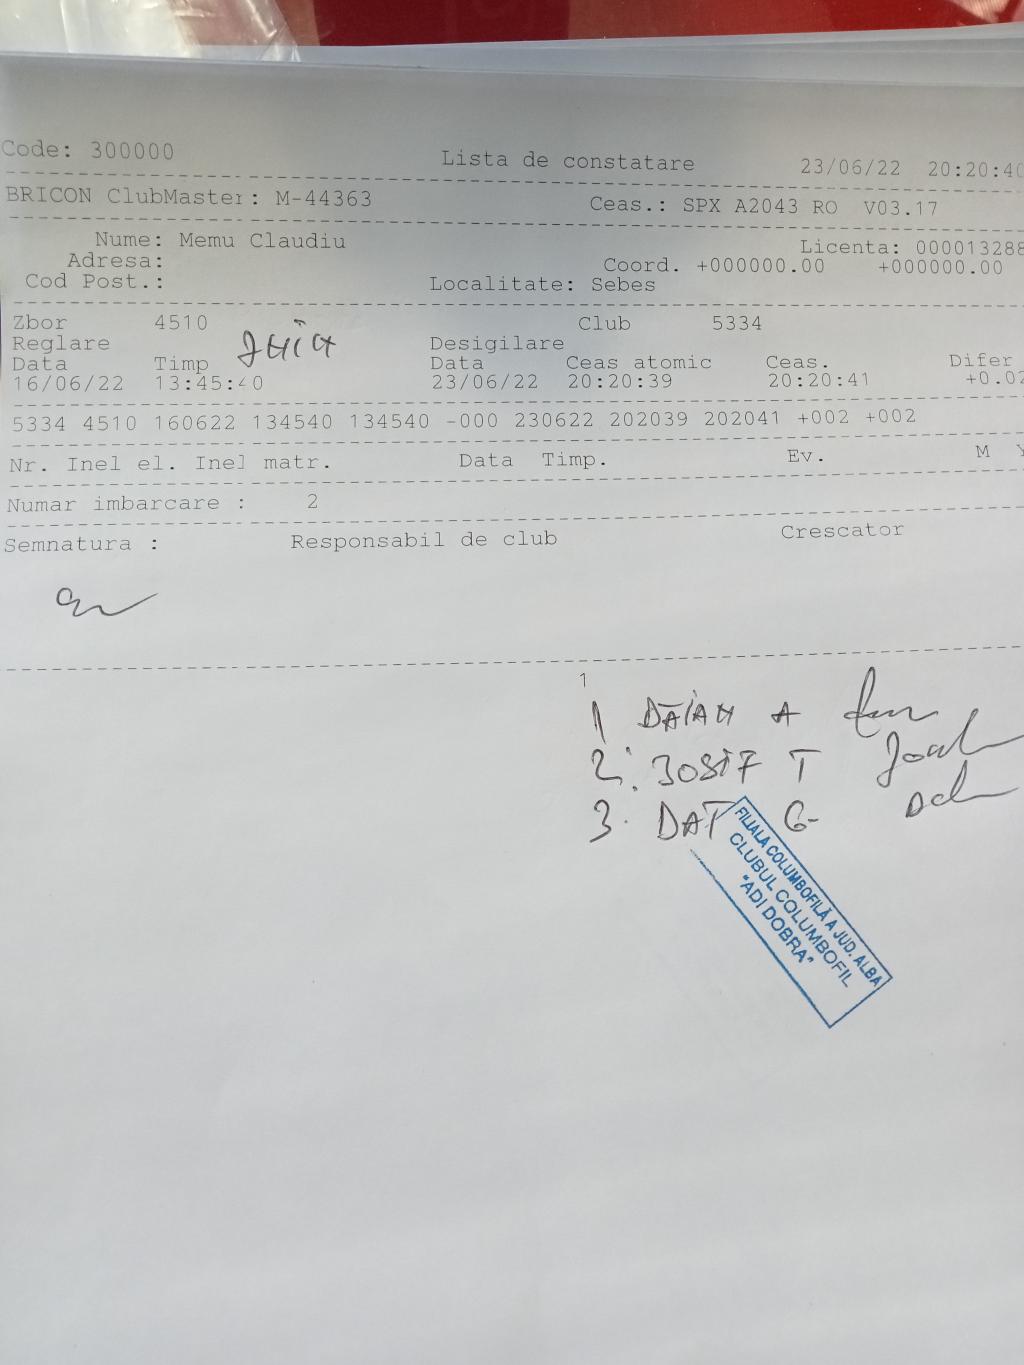 Code: 300000 Lista de constatare 23/06/22 20:20:40
BRICON ClubMaster: M-44363 Ceas.: SPX A2043 RO V03.17
Nume: Memu Claudiu Licenta: 000013288
Adresa: Coord. +000000.00 +000000.00
Cod Post.: Localitate: Sebes
Zbor 4510 Club 5334
Reglare Desigilare
Data Timp Data Ceas atomic Ceas. Difer
16/06/22 13:45:40 23/06/22 20:20:39 20:20:41 +0.02
5334 4510 160622 134540 134540 -000 230622 202039 202041 +002 +002
Nr. Inel el. Inel matr. Data Timp. Ev. M Y
Numar imbarcare : 2
Semnatura : Responsabil de club Crescator
1
1 DĂIAN A
2. IOSIF T
3. DAT G
FILIALA COLUMBOFILĂ A JUD. ALBA
CLUBUL COLUMBOFIL
"ADI DOBRA"